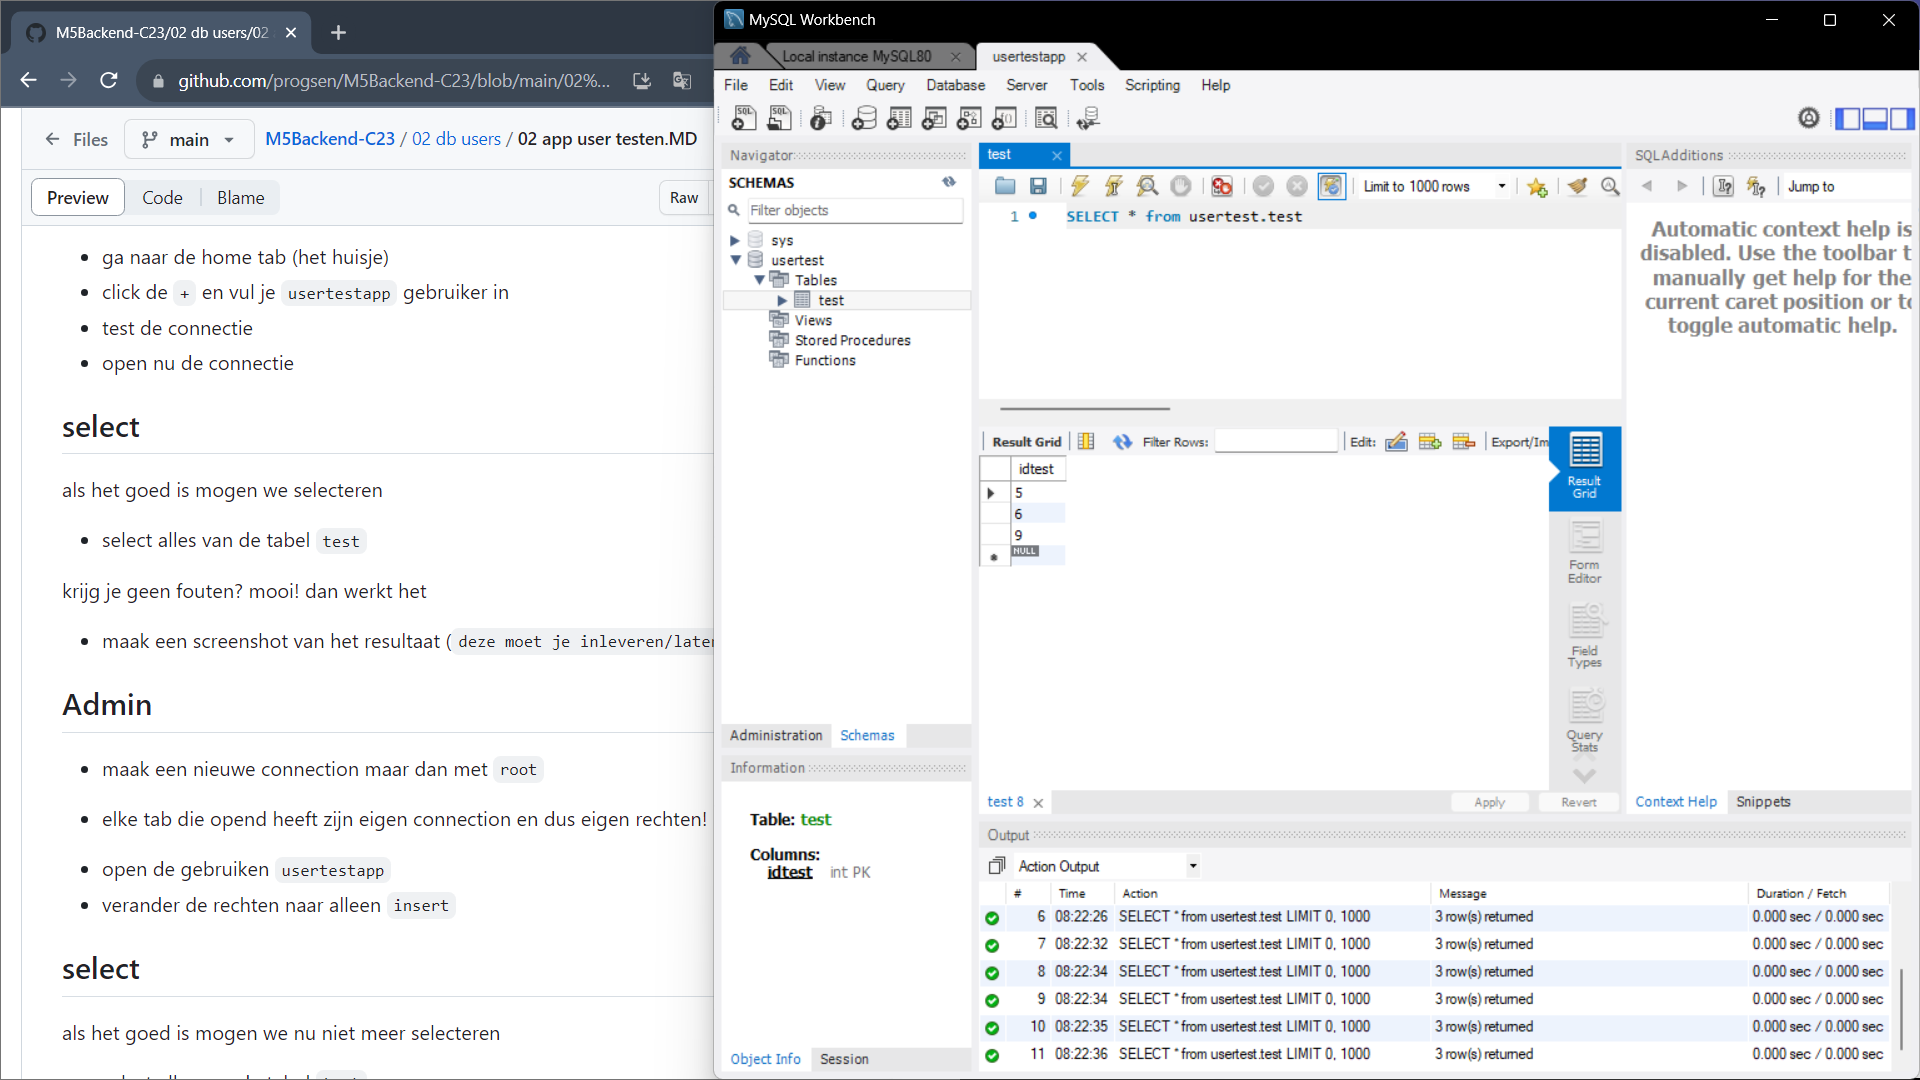 M5Backend-C23/02 db users/02
github.com/progsen/M5Backend-C23/blob/main/02%...
Files
main
M5Backend-C23 / 02 db users / 02 app user testen.MD
Preview
Code
Blame
Raw
ga naar de home tab (het huisje)
click de + en vul je usertestapp gebruiker in
test de connectie
open nu de connectie
select
als het goed is mogen we selecteren
select alles van de tabel test
krijg je geen fouten? mooi! dan werkt het
maak een screenshot van het resultaat (deze moet je inleveren/later
Admin
maak een nieuwe connection maar dan met root
elke tab die opend heeft zijn eigen connection en dus eigen rechten!
open de gebruiken usertestapp
verander de rechten naar alleen insert
select
als het goed is mogen we nu niet meer selecteren
MySQL Workbench
Local instance MySQL80
usertestapp
File Edit View Query Database Server Tools Scripting Help
Navigator
SCHEMAS
Filter objects
sys
usertest
Tables
test
Views
Stored Procedures
Functions
Administration Schemas
Information
Table: test
Columns:
idtest int PK
Object Info Session
test
Limit to 1000 rows
1 SELECT * from usertest.test
Result Grid Filter Rows: Edit: Export/Im
idtest
5
6
9
NULL
Result
Grid
Form
Editor
Field
Types
Query
Stats
test 8
Apply Revert
SQLAdditions
Jump to
Automatic context help is
disabled. Use the toolbar t
manually get help for the
current caret position or to
toggle automatic help.
Context Help Snippets
Output
Action Output
# Time Action Message Duration / Fetch
6 08:22:26 SELECT * from usertest.test LIMIT 0, 1000 3 row(s) returned 0.000 sec / 0.000 sec
7 08:22:32 SELECT * from usertest.test LIMIT 0, 1000 3 row(s) returned 0.000 sec / 0.000 sec
8 08:22:34 SELECT * from usertest.test LIMIT 0, 1000 3 row(s) returned 0.000 sec / 0.000 sec
9 08:22:34 SELECT * from usertest.test LIMIT 0, 1000 3 row(s) returned 0.000 sec / 0.000 sec
10 08:22:35 SELECT * from usertest.test LIMIT 0, 1000 3 row(s) returned 0.000 sec / 0.000 sec
11 08:22:36 SELECT * from usertest.test LIMIT 0, 1000 3 row(s) returned 0.000 sec / 0.000 sec